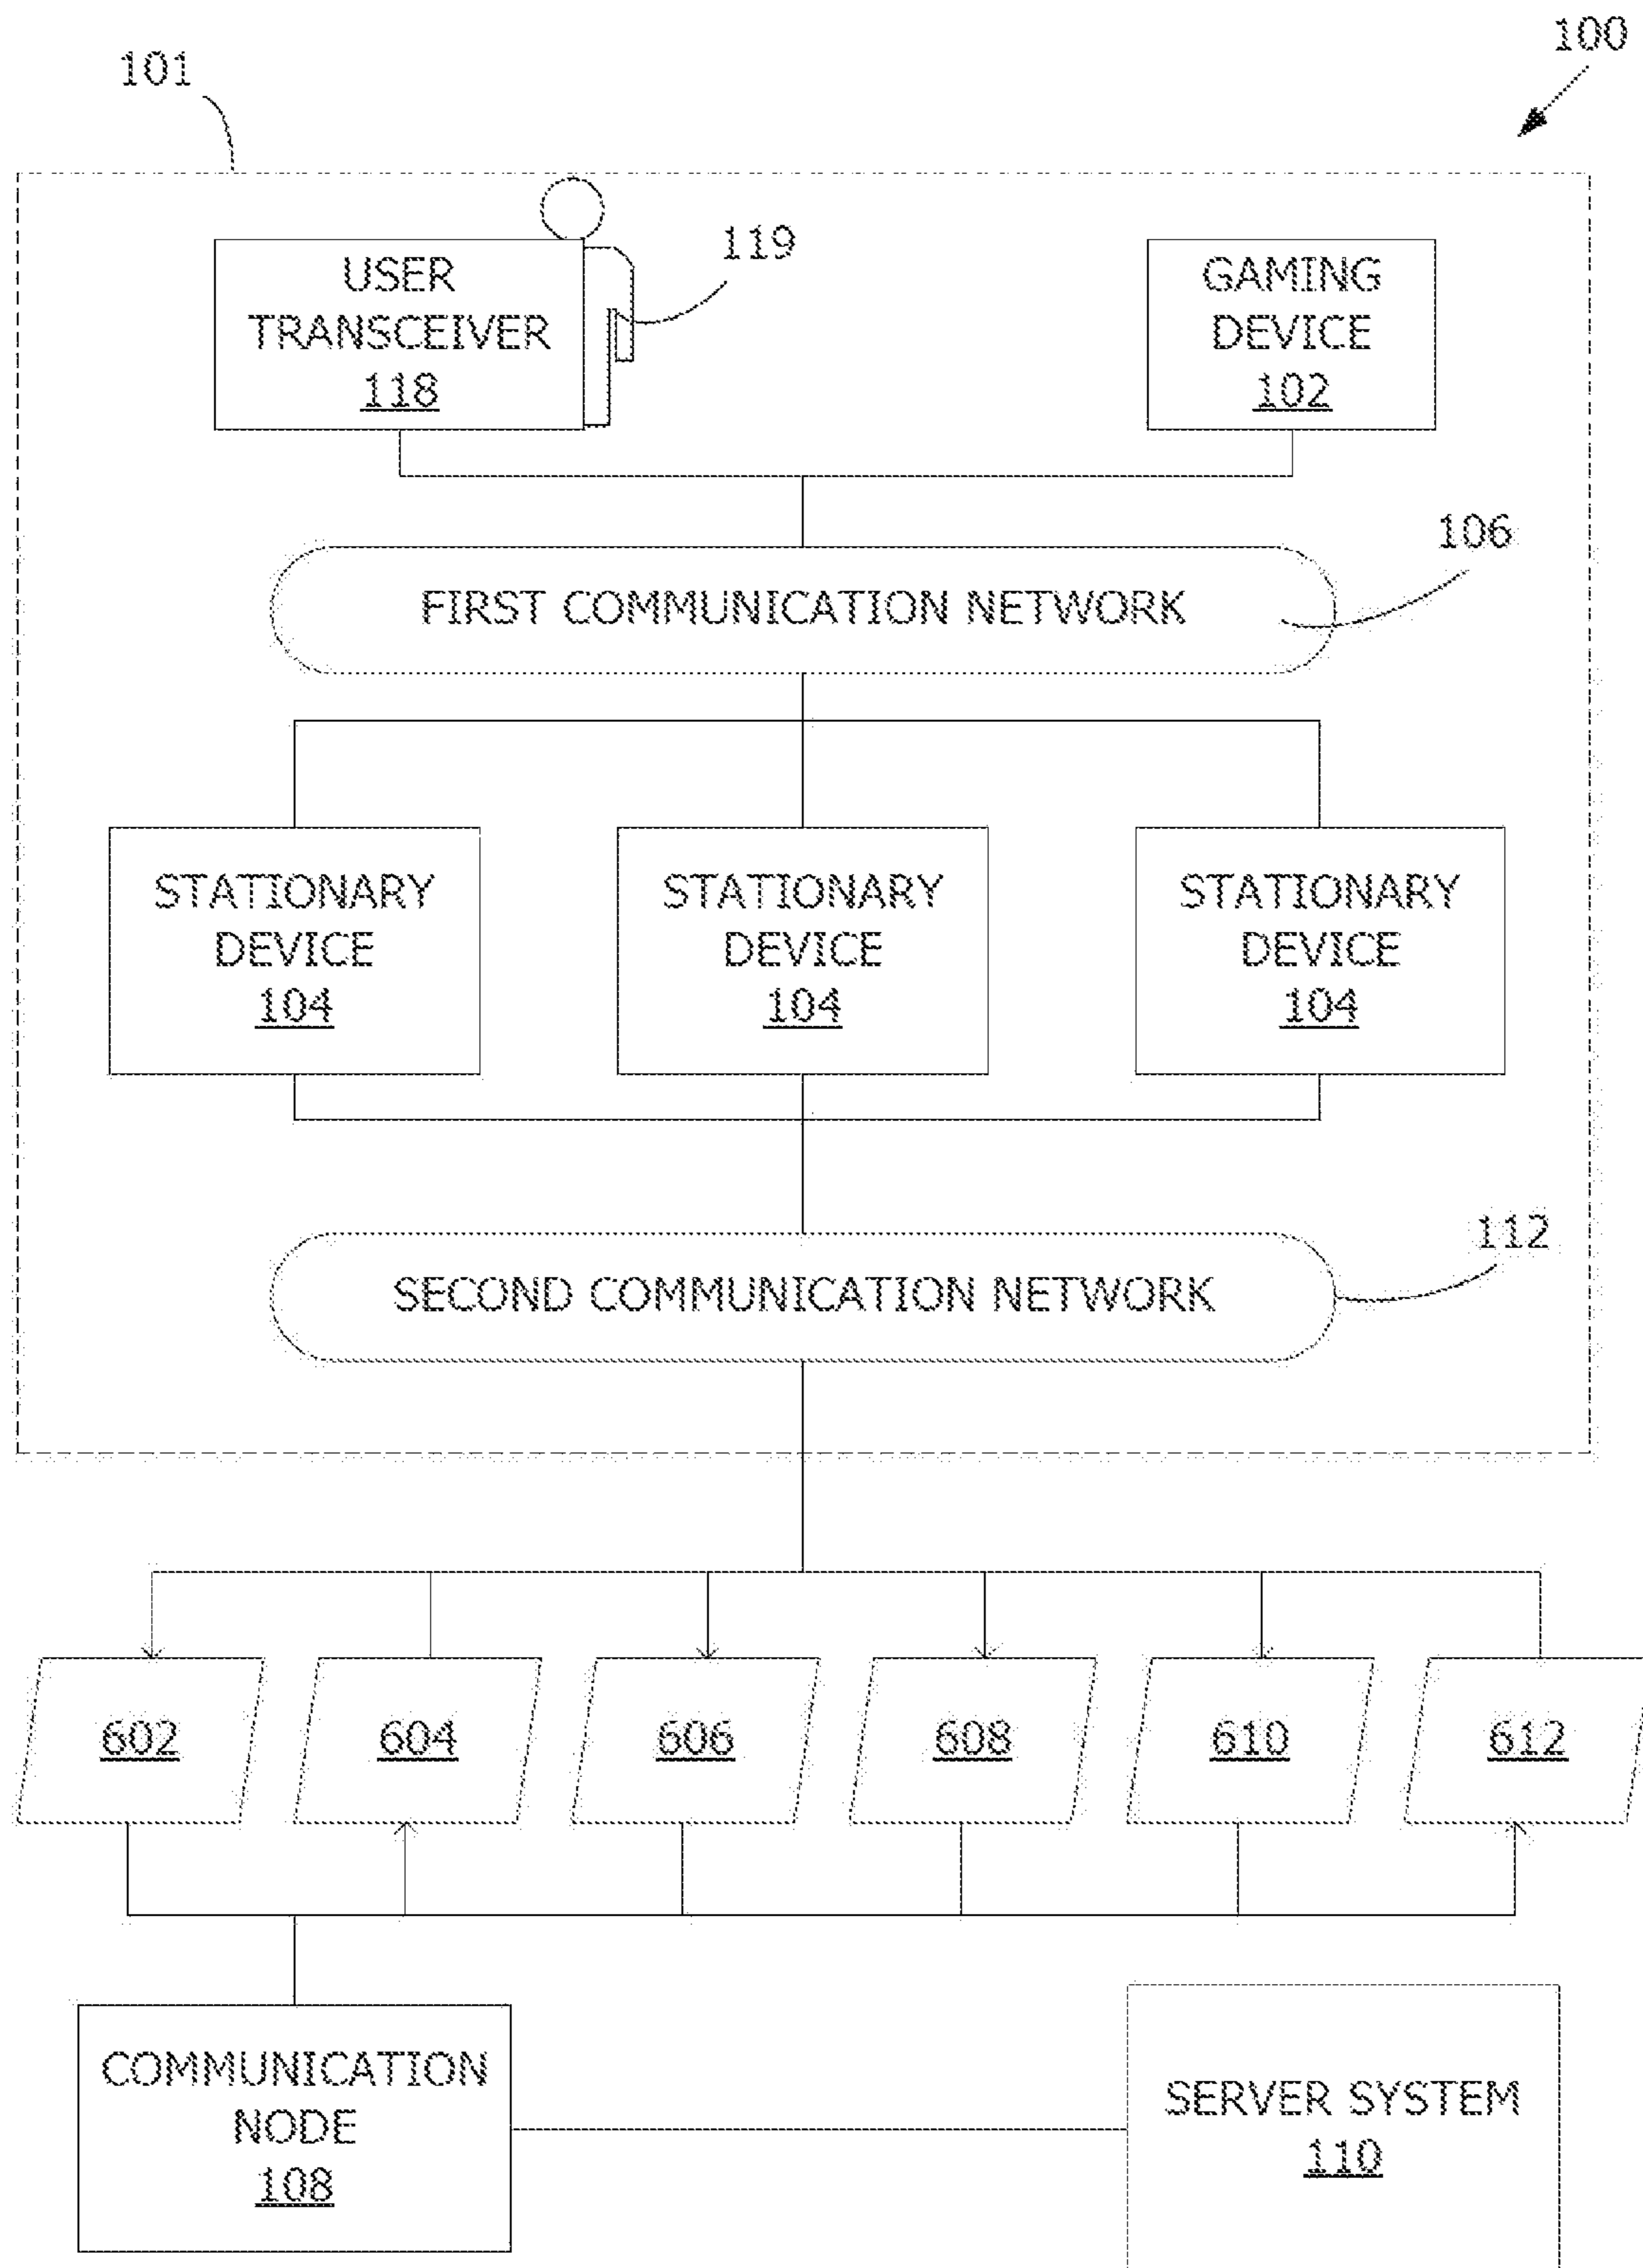 100
101
119
USER
TRANSCEIVER
118
GAMING
DEVICE
102
106
FIRST COMMUNICATION NETWORK
STATIONARY
DEVICE
104
STATIONARY
DEVICE
104
STATIONARY
DEVICE
104
112
SECOND COMMUNICATION NETWORK
602
604
606
608
610
612
COMMUNICATION
NODE
108
SERVER SYSTEM
110